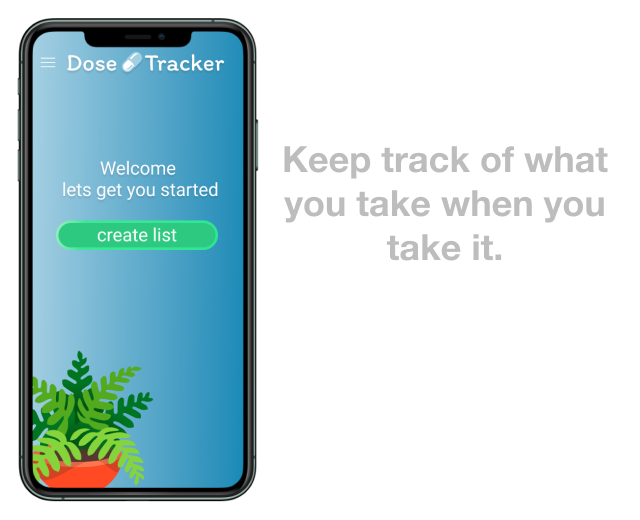 Dose Tracker
Welcome
lets get you started
create list
Keep track of what
you take when you
take it.